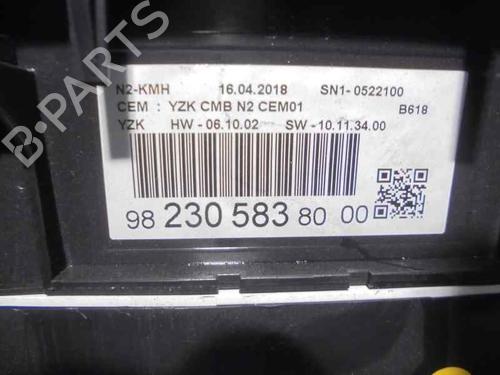 N2-KMH 16.04.2018 SN1-0522100
CEM : YZK CMB N2 CEM01 B618
YZK HW-06.10.02 SW-10.11.34.00
98 230 583 80 00
B-PARTS